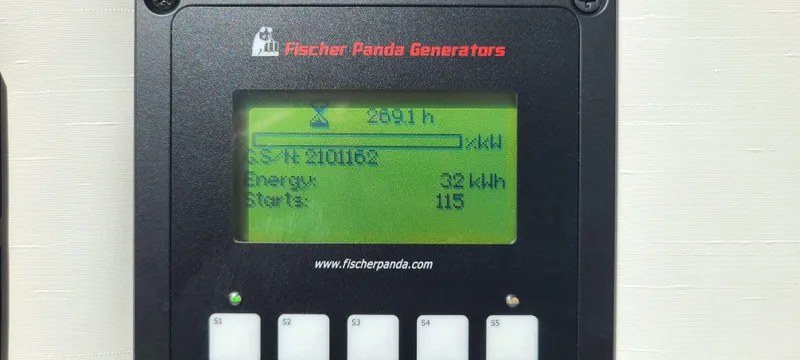 Fischer Panda Generators
269.1 h
%kW
G.S/N: 2101162
Energy: 32 kWh
Starts: 115
www.fischerpanda.com
S1 S2 S3 S4 S5